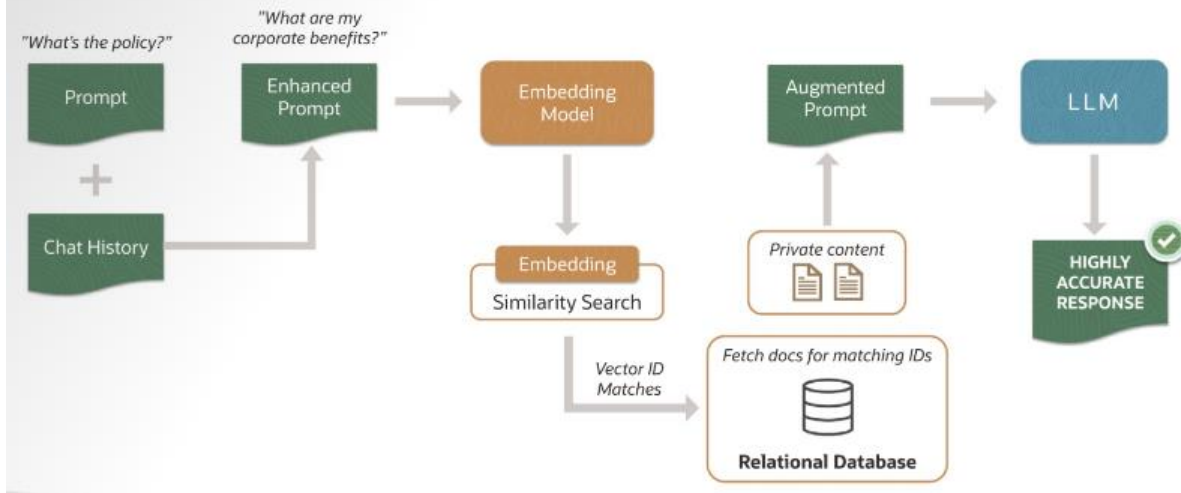 "What's the policy?"
Prompt
Chat History
"What are my
corporate benefits?"
Enhanced
Prompt
Embedding
Model
Embedding
Similarity Search
Vector ID
Matches
Fetch docs for matching IDs
Relational Database
Private content
Augmented
Prompt
LLM
HIGHLY
ACCURATE
RESPONSE